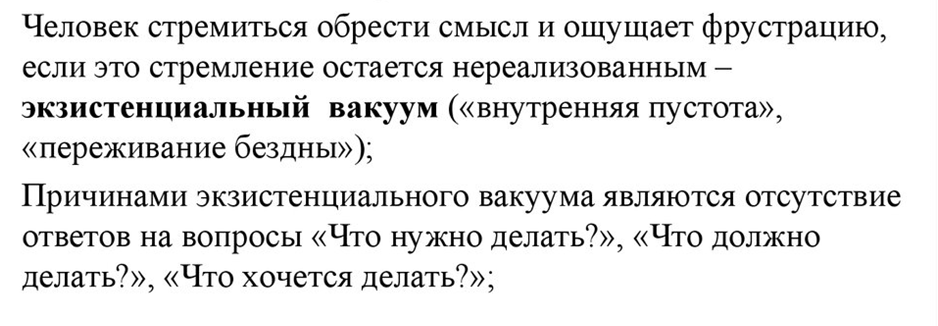 Человек стремиться обрести смысл и ощущает фрустрацию,
если это стремление остается нереализованным –
экзистенциальный вакуум («внутренняя пустота»,
«переживание бездны»);
Причинами экзистенциального вакуума являются отсутствие
ответов на вопросы «Что нужно делать?», «Что должно
делать?», «Что хочется делать?»;